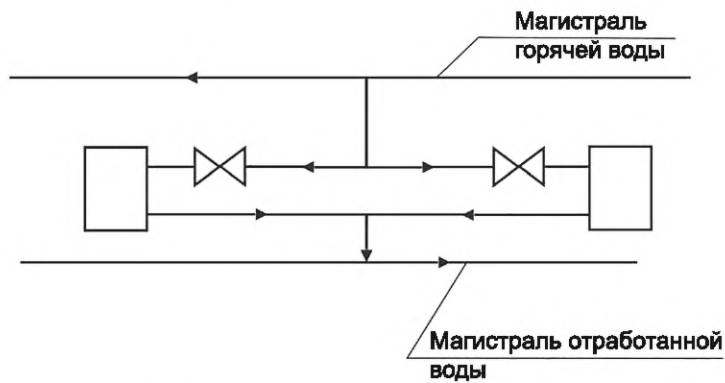 Магистраль
горячей воды
Магистраль отработанной
воды